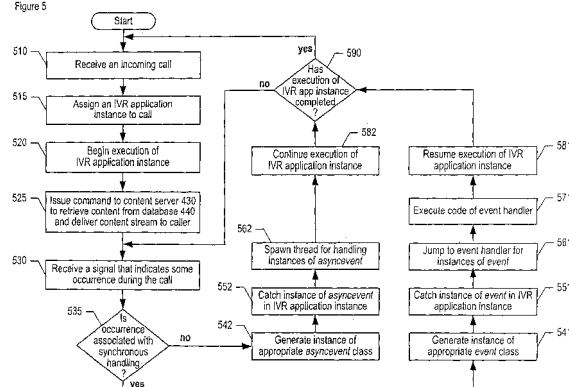 Figure 5
Start
510
Receive an incoming call
515
Assign an IVR application
instance to call
520
Begin execution of
IVR application instance
525
Issue command to content server 430
to retrieve content from database 440
and deliver content stream to caller
530
Receive a signal that indicates some
occurrence during the call
535
Is
occurrence
associated with
synchronous
handling
?
no
yes
yes
590
Has
execution of
IVR app instance
completed
?
no
582
Continue execution of
IVR application instance
562
Spawn thread for handling
instances of asyncevent
552
Catch instance of asyncevent
in IVR application instance
542
Generate instance of
appropriate asyncevent class
581
Resume execution of IVR
application instance
571
Execute code of event handler
561
Jump to event handler for
instances of event
551
Catch instance of event in IVR
application instance
541
Generate instance of
appropriate event class